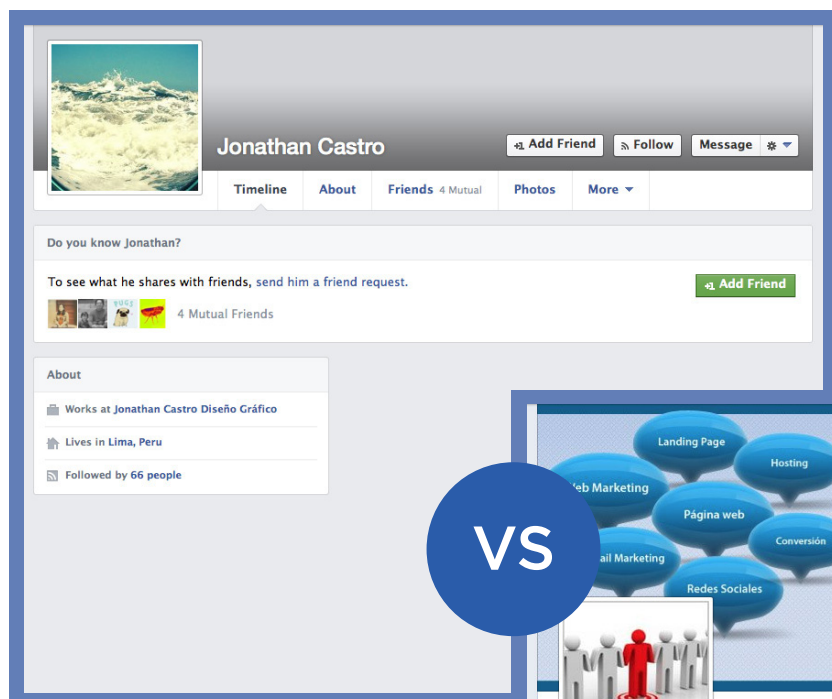 Jonathan Castro
+1 Add Friend
Follow
Message
Timeline
About
Friends 4 Mutual
Photos
More
Do you know Jonathan?
To see what he shares with friends, send him a friend request.
+1 Add Friend
PUGS
4 Mutual Friends
About
Works at Jonathan Castro Diseño Gráfico
Lives in Lima, Peru
Followed by 66 people
VS
Landing Page
Hosting
eb Marketing
Página web
Conversión
ail Marketing
Redes Sociales